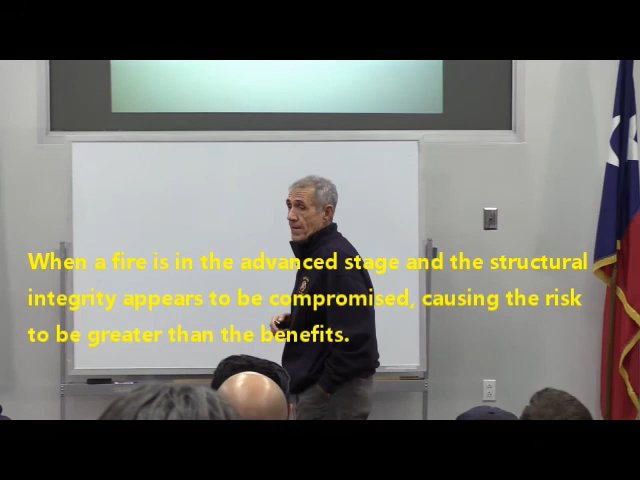 When a fire is in the advanced stage and the structural
integrity appears to be compromised, causing the risk
to be greater than the benefits.